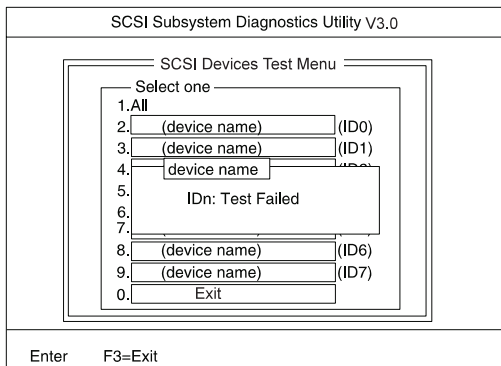 SCSI Subsystem Diagnostics Utility V3.0
SCSI Devices Test Menu
Select one
1.All
2. (device name) (ID0)
3. (device name) (ID1)
4. device name
IDn: Test Failed
5.
6.
7.
8. (device name) (ID6)
9. (device name) (ID7)
0. Exit
Enter F3=Exit